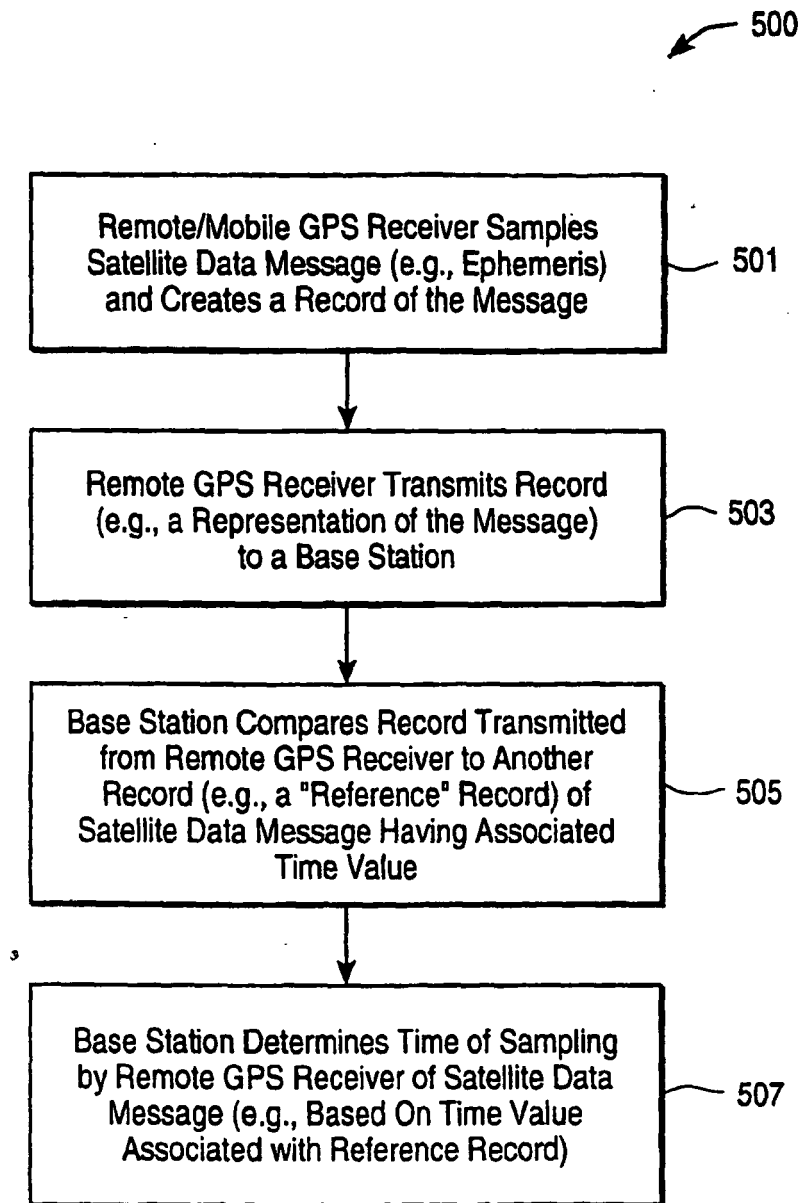 500
Remote/Mobile GPS Receiver Samples
Satellite Data Message (e.g., Ephemeris)
and Creates a Record of the Message
501
Remote GPS Receiver Transmits Record
(e.g., a Representation of the Message)
to a Base Station
503
Base Station Compares Record Transmitted
from Remote GPS Receiver to Another
Record (e.g., a "Reference" Record) of
Satellite Data Message Having Associated
Time Value
505
Base Station Determines Time of Sampling
by Remote GPS Receiver of Satellite Data
Message (e.g., Based On Time Value
Associated with Reference Record)
507